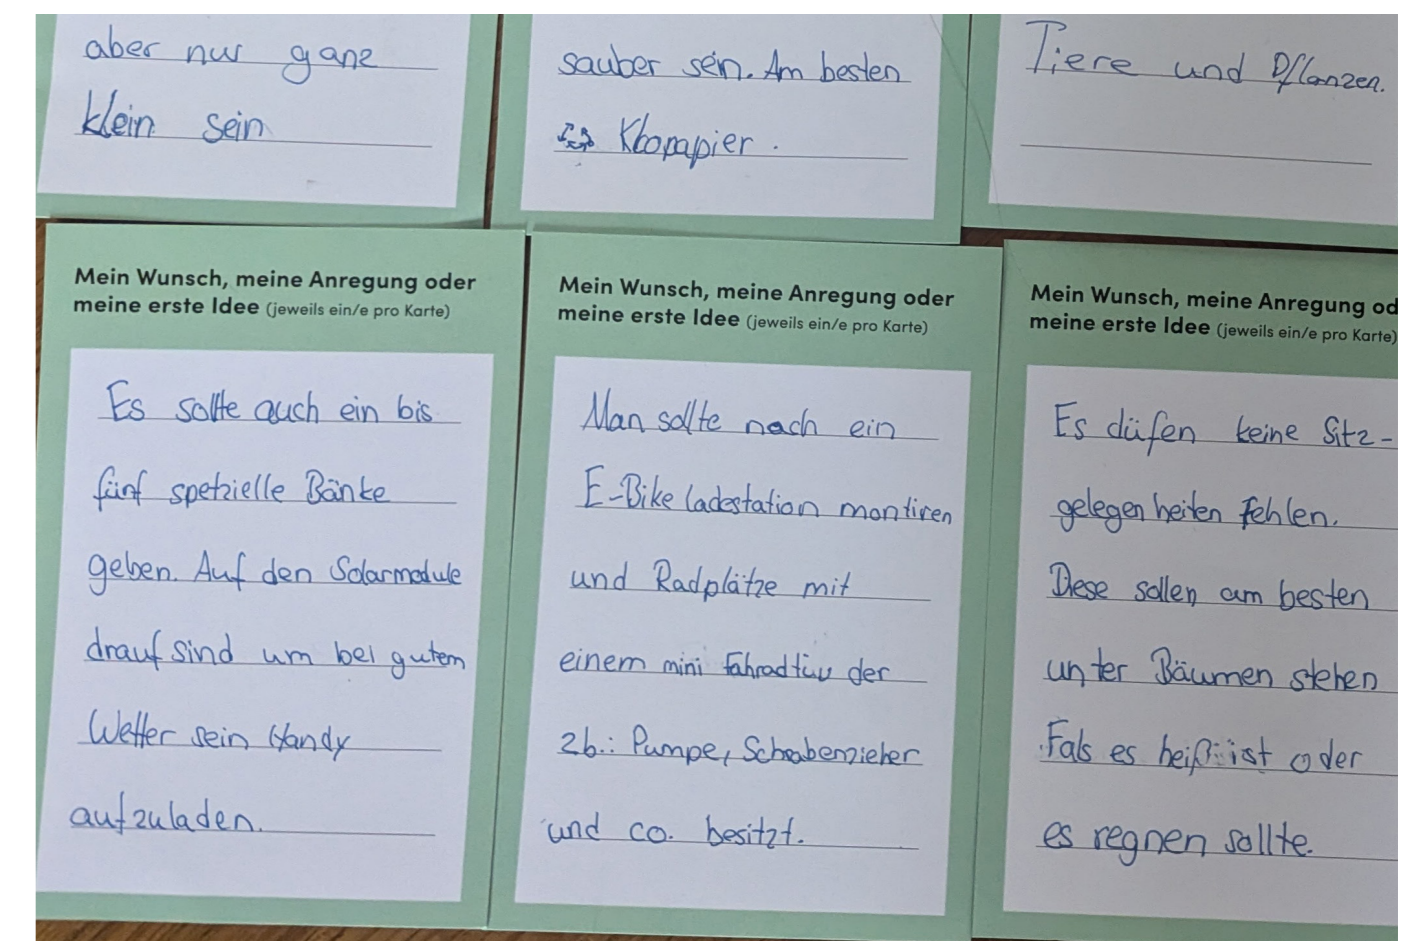 aber nur ganz
klein sein
sauber sein. Am besten
Klopapier.
Tiere und Pflanzen.
Mein Wunsch, meine Anregung oder
meine erste Idee (jeweils ein/e pro Karte)
Es sollte auch ein bis
fünf spetzielle Bänke
geben. Auf den Solarmodule
drauf sind um bei gutem
Wetter sein Handy
aufzuladen.
Mein Wunsch, meine Anregung oder
meine erste Idee (jeweils ein/e pro Karte)
Man sollte noch ein
E-Bike ladestation montiren
und Radplätze mit
einem mini der
zb.: Pumpe, Schrabenzieher
und co. besitzt.
Mein Wunsch, meine Anregung od
meine erste Idee (jeweils ein/e pro Karte)
Es düfen keine Sitz-
gelegenheiten fehlen.
Diese sollen am besten
unter Bäumen stehen
Fals es heiß ist oder
es regnen sollte.